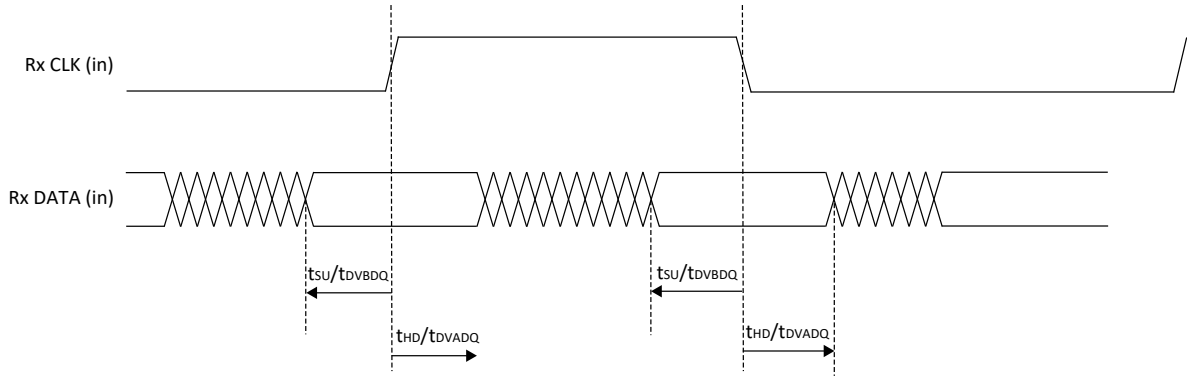 Rx CLK (in)
Rx DATA (in)
tSU/tDVBDQ
tSU/tDVBDQ
tHD/tDVADQ
tHD/tDVADQ